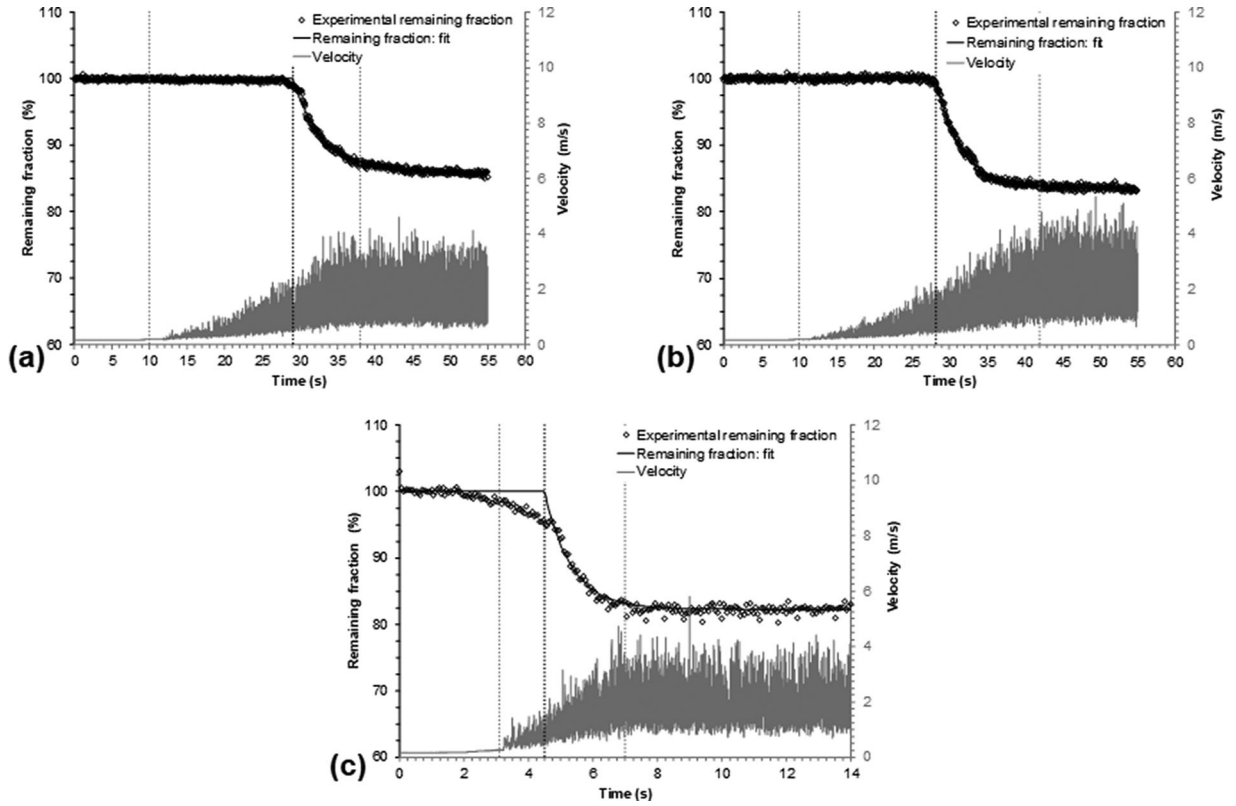 Experimental remaining fraction
Remaining fraction: fit
Velocity
110
100
90
80
70
60
Remaining fraction (%)
12
10
8
6
4
2
0
Velocity (m/s)
0 5 10 15 20 25 30 35 40 45 50 55 60
Time (s)
(a)
Experimental remaining fraction
Remaining fraction: fit
Velocity
110
100
90
80
70
60
Remaining fraction (%)
12
10
8
6
4
2
0
Velocity (m/s)
0 5 10 15 20 25 30 35 40 45 50 55 60
Time (s)
(b)
Experimental remaining fraction
Remaining fraction: fit
Velocity
110
100
90
80
70
60
Remaining fraction (%)
12
10
8
6
4
2
0
Velocity (m/s)
0 2 4 6 8 10 12 14
Time (s)
(c)